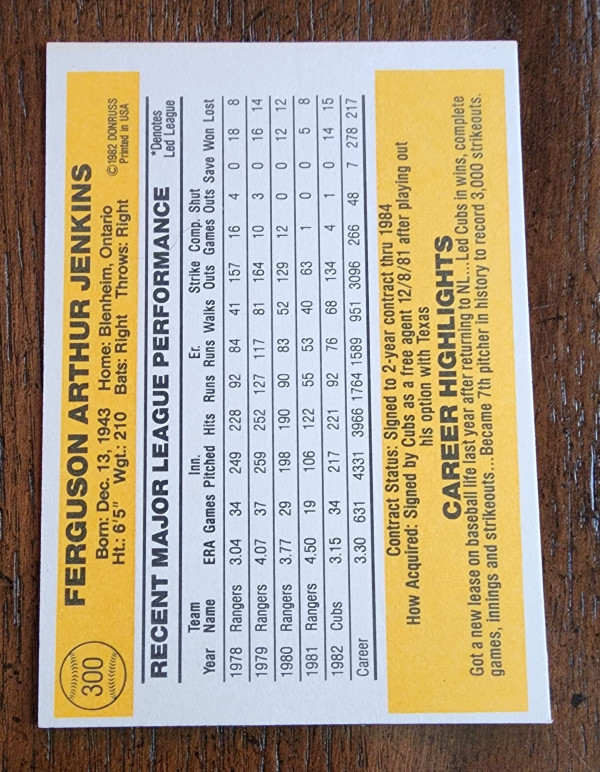 300
FERGUSON ARTHUR JENKINS
Born: Dec. 13, 1943 Home: Blenheim, Ontario ©1982 DONRUSS
Ht.: 6'5" Wgt.: 210 Bats: Right Throws: Right Printed in USA
RECENT MAJOR LEAGUE PERFORMANCE *Denotes
Led League
Team Inn. Er. Strike Comp. Shut
Year Name ERA Games Pitched Hits Runs Runs Walks Outs Games Outs Save Won Lost
1978 Rangers 3.04 34 249 228 92 84 41 157 16 4 0 18 8
1979 Rangers 4.07 37 259 252 127 117 81 164 10 3 0 16 14
1980 Rangers 3.77 29 198 190 90 83 52 129 12 0 0 12 12
1981 Rangers 4.50 19 106 122 55 53 40 63 1 0 0 5 8
1982 Cubs 3.15 34 217 221 92 76 68 134 4 1 0 14 15
Career 3.30 631 4331 3966 1764 1589 951 3096 266 48 7 278 217
Contract Status: Signed to 2-year contract thru 1984
How Acquired: Signed by Cubs as a free agent 12/8/81 after playing out
his option with Texas
CAREER HIGHLIGHTS
Got a new lease on baseball life last year after returning to NL...Led Cubs in wins, complete
games, innings and strikeouts...Became 7th pitcher in history to record 3,000 strikeouts.